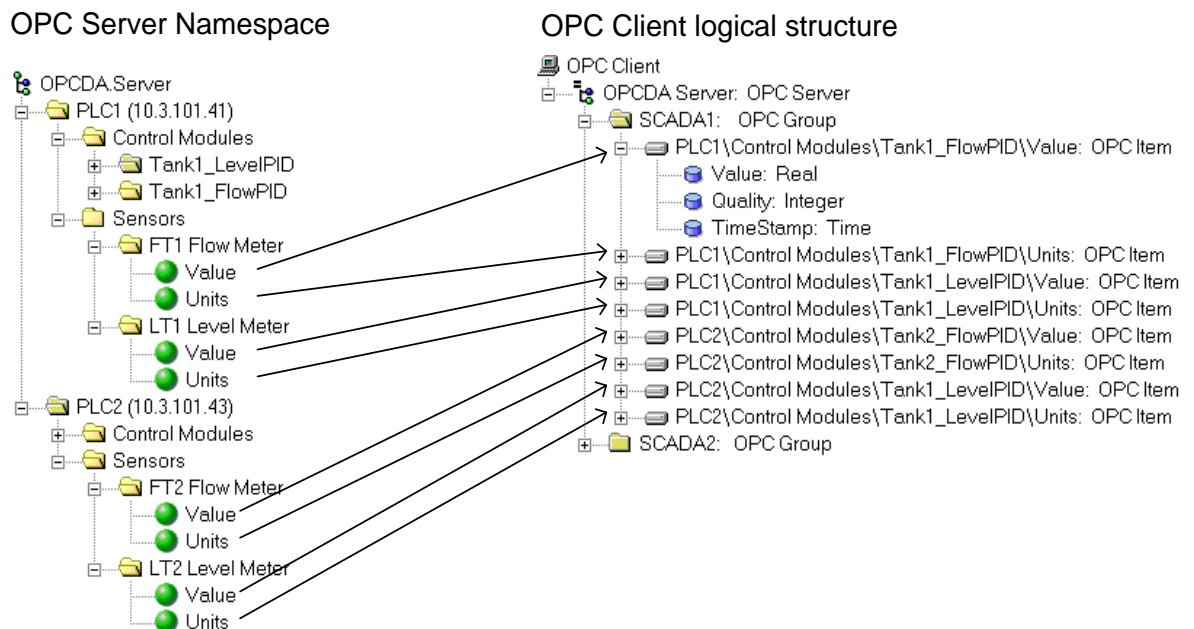 OPC Server Namespace
OPCDA.Server
PLC1 (10.3.101.41)
Control Modules
Tank1_LevelPID
Tank1_FlowPID
Sensors
FT1 Flow Meter
Value
Units
LT1 Level Meter
Value
Units
PLC2 (10.3.101.43)
Control Modules
Sensors
FT2 Flow Meter
Value
Units
LT2 Level Meter
Value
Units
OPC Client logical structure
OPC Client
OPCDA Server: OPC Server
SCADA1: OPC Group
PLC1\Control Modules\Tank1_FlowPID\Value: OPC Item
Value: Real
Quality: Integer
TimeStamp: Time
PLC1\Control Modules\Tank1_FlowPID\Units: OPC Item
PLC1\Control Modules\Tank1_LevelPID\Value: OPC Item
PLC1\Control Modules\Tank1_LevelPID\Units: OPC Item
PLC2\Control Modules\Tank2_FlowPID\Value: OPC Item
PLC2\Control Modules\Tank2_FlowPID\Units: OPC Item
PLC2\Control Modules\Tank1_LevelPID\Value: OPC Item
PLC2\Control Modules\Tank1_LevelPID\Units: OPC Item
SCADA2: OPC Group